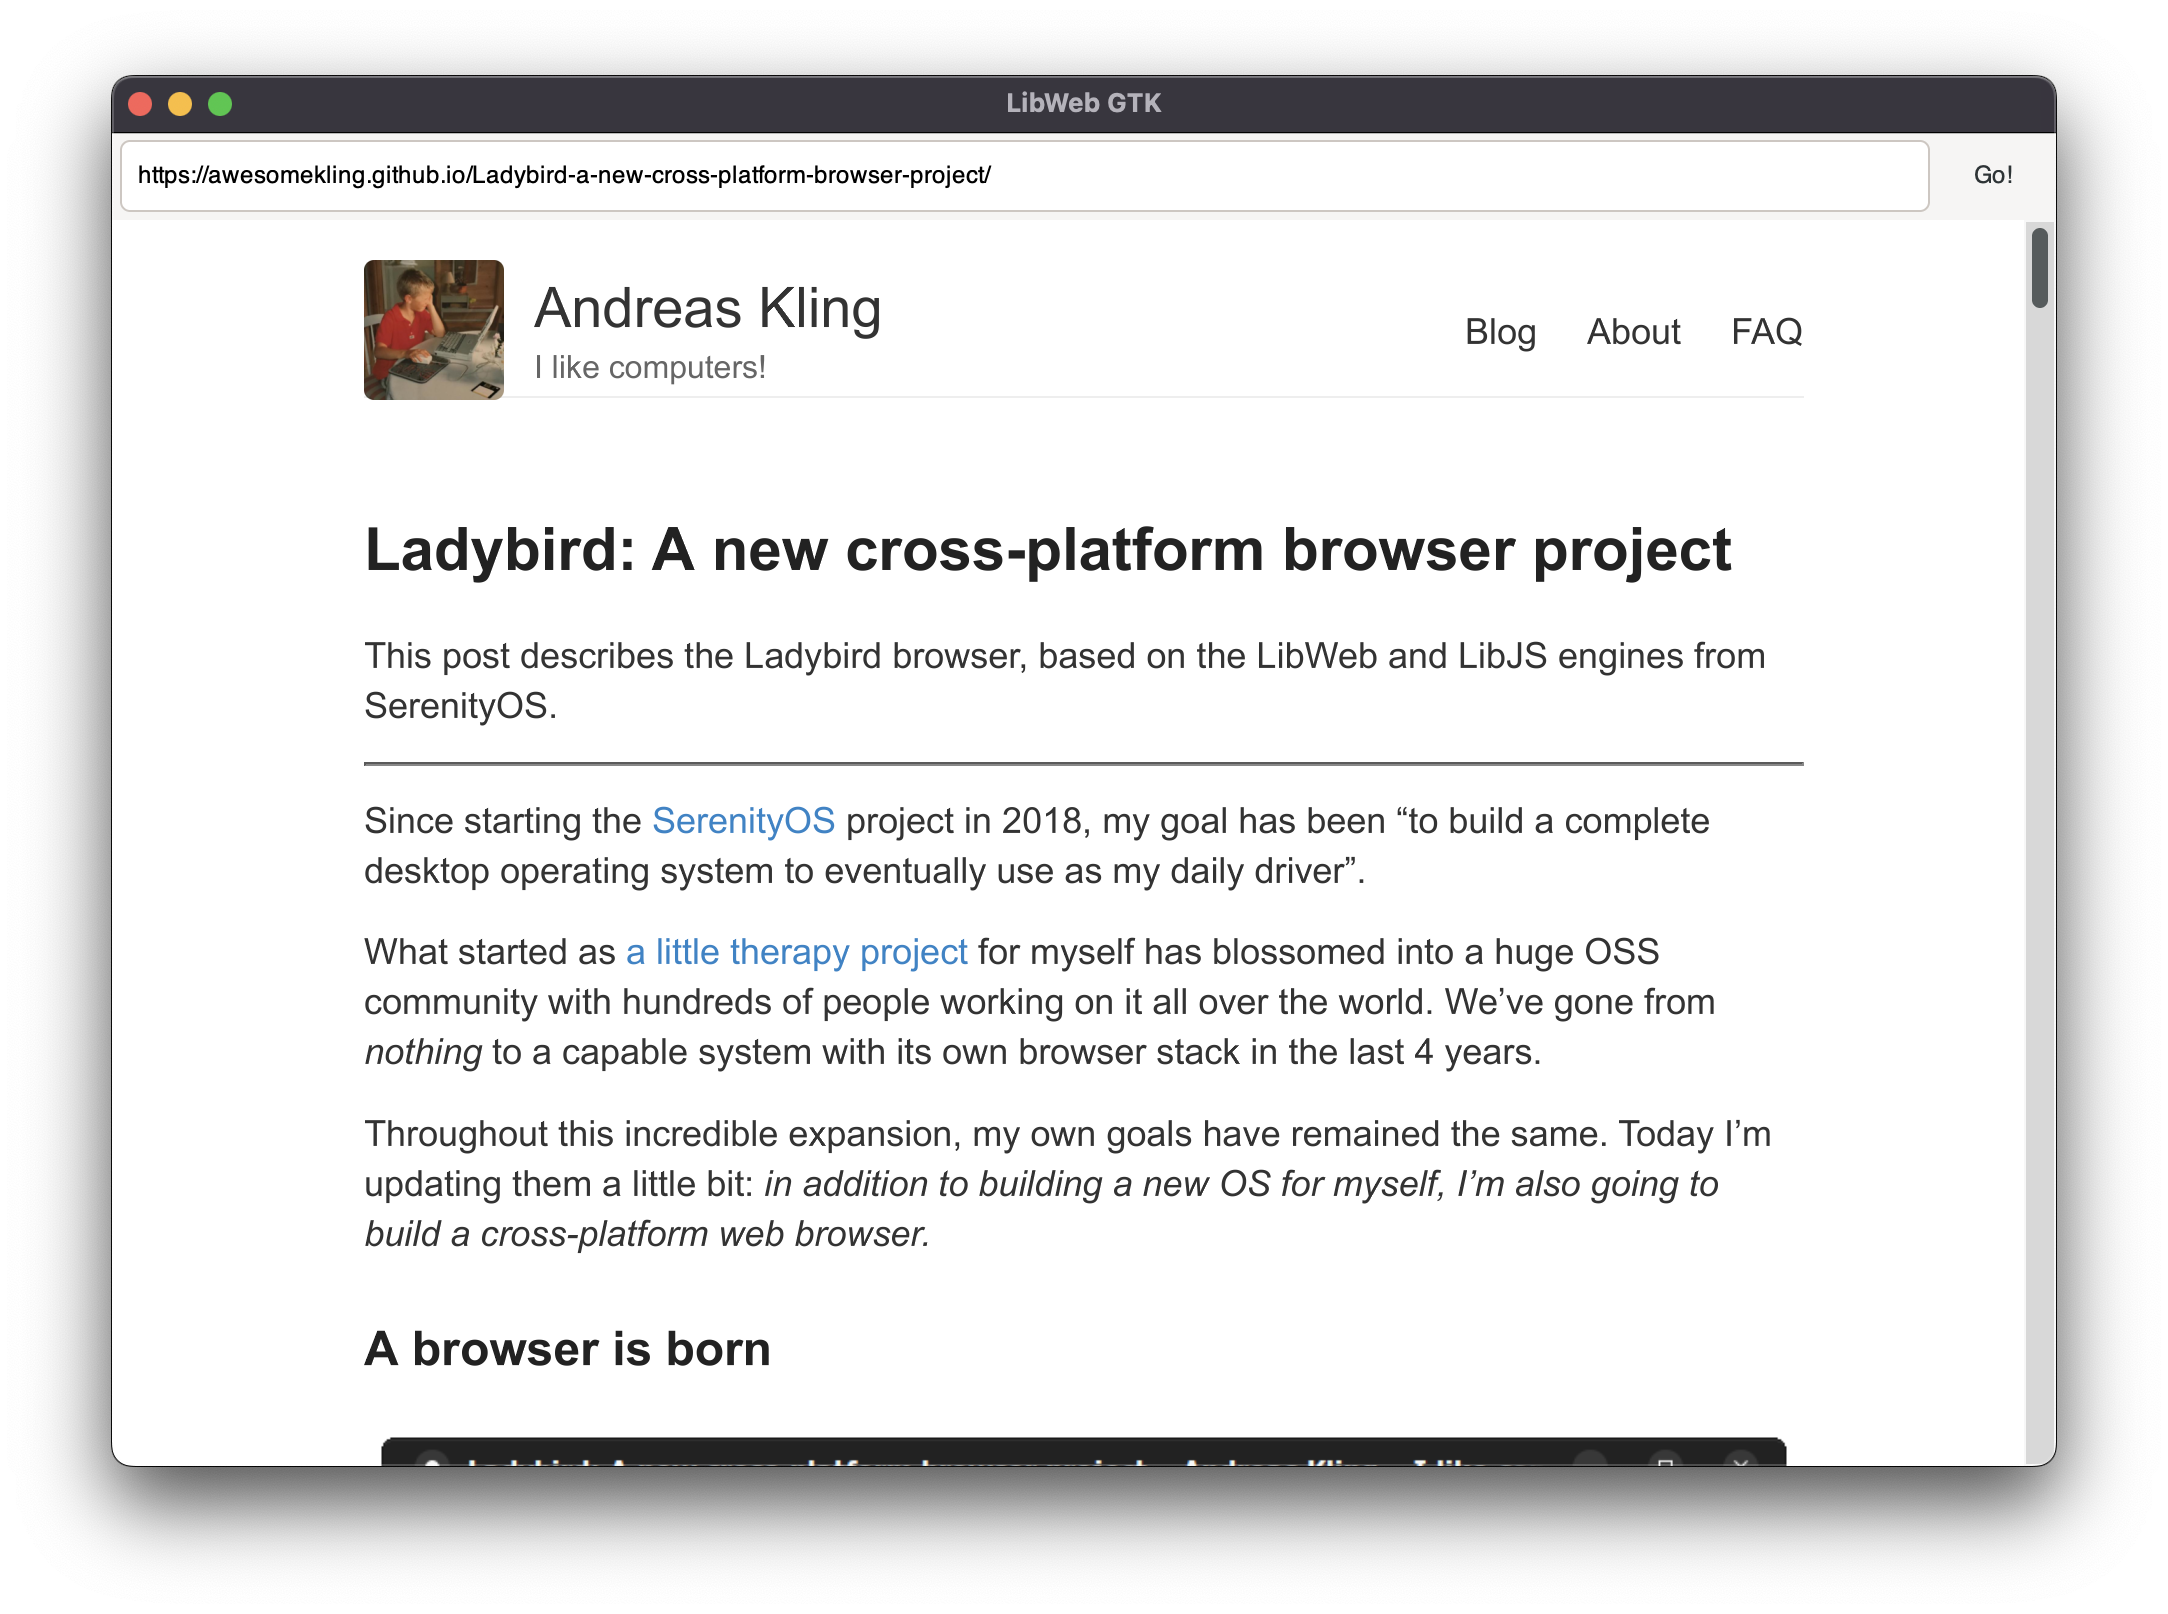 LibWeb GTK
https://awesomekling.github.io/Ladybird-a-new-cross-platform-browser-project/
Go!
Andreas Kling
I like computers!
Blog About FAQ
Ladybird: A new cross-platform browser project
This post describes the Ladybird browser, based on the LibWeb and LibJS engines from
SerenityOS.
Since starting the SerenityOS project in 2018, my goal has been “to build a complete
desktop operating system to eventually use as my daily driver”.
What started as a little therapy project for myself has blossomed into a huge OSS
community with hundreds of people working on it all over the world. We’ve gone from
nothing to a capable system with its own browser stack in the last 4 years.
Throughout this incredible expansion, my own goals have remained the same. Today I’m
updating them a little bit: in addition to building a new OS for myself, I’m also going to
build a cross-platform web browser.
A browser is born